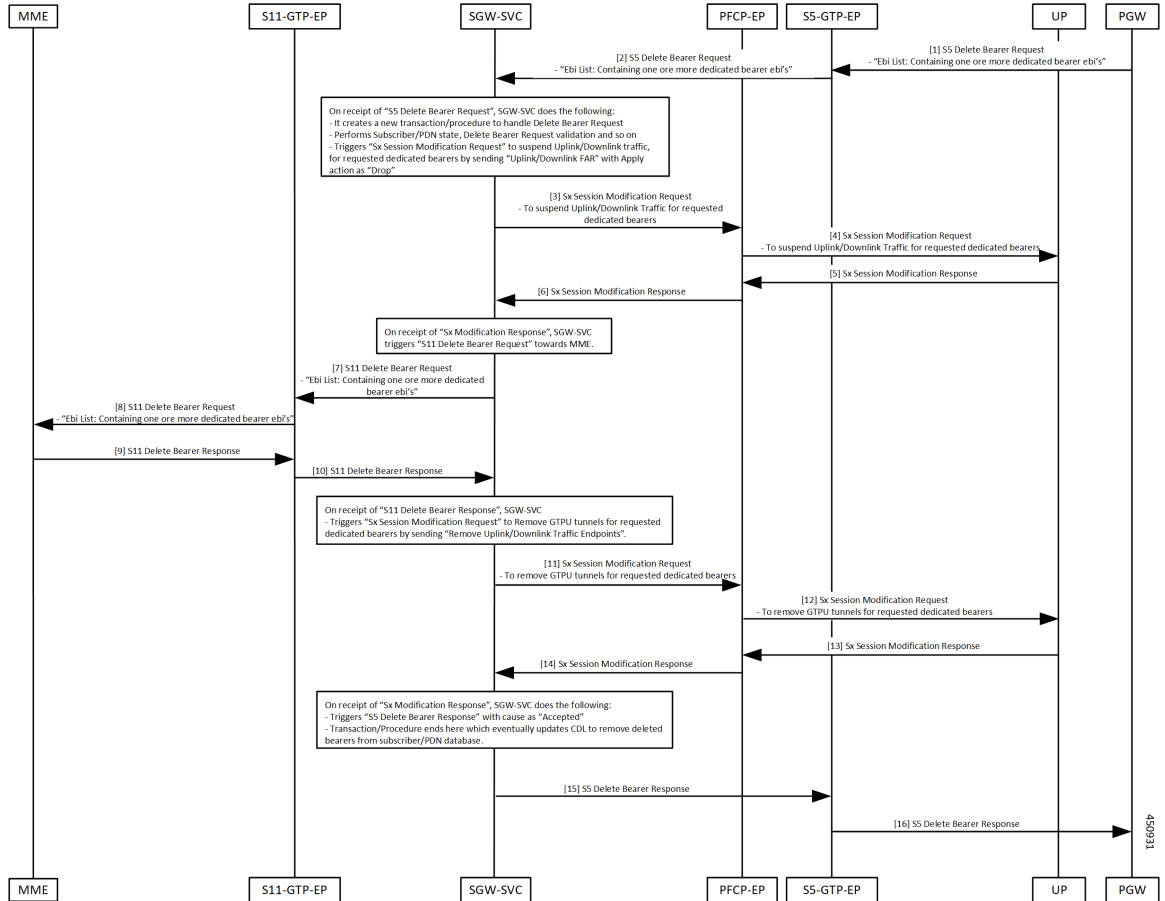 MME
S11-GTP-EP
SGW-SVC
PFCP-EP
S5-GTP-EP
UP
PGW
[1] S5 Delete Bearer Request
- “Ebi List: Containing one ore more dedicated bearer ebi’s”
[2] S5 Delete Bearer Request
- “Ebi List: Containing one ore more dedicated bearer ebi’s”
On receipt of “S5 Delete Bearer Request”, SGW-SVC does the following:
- It creates a new transaction/procedure to handle Delete Bearer Request
- Performs Subscriber/PDN state, Delete Bearer Request validation and so on
- Triggers “Sx Session Modification Request” to suspend Uplink/Downlink traffic,
for requested dedicated bearers by sending “Uplink/Downlink FAR” with Apply
action as “Drop”
[3] Sx Session Modification Request
- To suspend Uplink/Downlink Traffic for requested
dedicated bearers
[4] Sx Session Modification Request
- To suspend Uplink/Downlink Traffic for requested dedicated bearers
[5] Sx Session Modification Response
[6] Sx Session Modification Response
On receipt of “Sx Modification Response”, SGW-SVC
triggers “S11 Delete Bearer Request” towards MME.
[7] S11 Delete Bearer Request
- “Ebi List: Containing one ore more dedicated
bearer ebi’s”
[8] S11 Delete Bearer Request
- “Ebi List: Containing one ore more dedicated bearer ebi’s”
[9] S11 Delete Bearer Response
[10] S11 Delete Bearer Response
On receipt of “S11 Delete Bearer Response”, SGW-SVC
- Triggers “Sx Session Modification Request” to Remove GTPU tunnels for requested
dedicated bearers by sending “Remove Uplink/Downlink Traffic Endpoints”.
[11] Sx Session Modification Request
- To remove GTPU tunnels for requested dedicated bearers
[12] Sx Session Modification Request
- To remove GTPU tunnels for requested dedicated bearers
[13] Sx Session Modification Response
[14] Sx Session Modification Response
On receipt of “Sx Modification Response”, SGW-SVC does the following:
- Triggers “S5 Delete Bearer Response” with cause as “Accepted”
- Transaction/Procedure ends here which eventually updates CDL to remove deleted
bearers from subscriber/PDN database.
[15] S5 Delete Bearer Response
[16] S5 Delete Bearer Response
450931
MME
S11-GTP-EP
SGW-SVC
PFCP-EP
S5-GTP-EP
UP
PGW